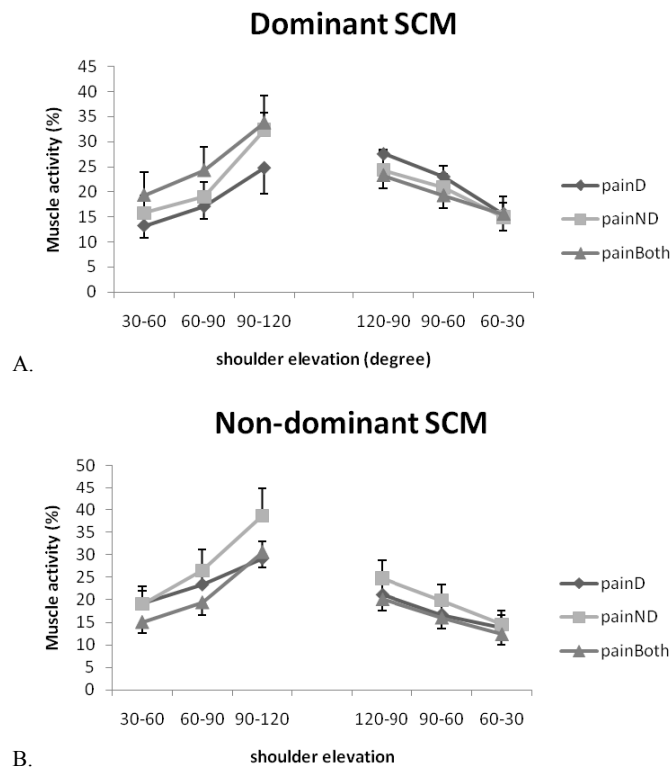 Dominant SCM
45
40
35
30
25
20
15
10
5
0
Muscle activity (%)
30-60 60-90 90-120 120-90 90-60 60-30
shoulder elevation (degree)
painD
painND
painBoth
A.
Non-dominant SCM
50
45
40
35
30
25
20
15
10
5
0
Muscle activity (%)
30-60 60-90 90-120 120-90 90-60 60-30
shoulder elevation
painD
painND
painBoth
B.